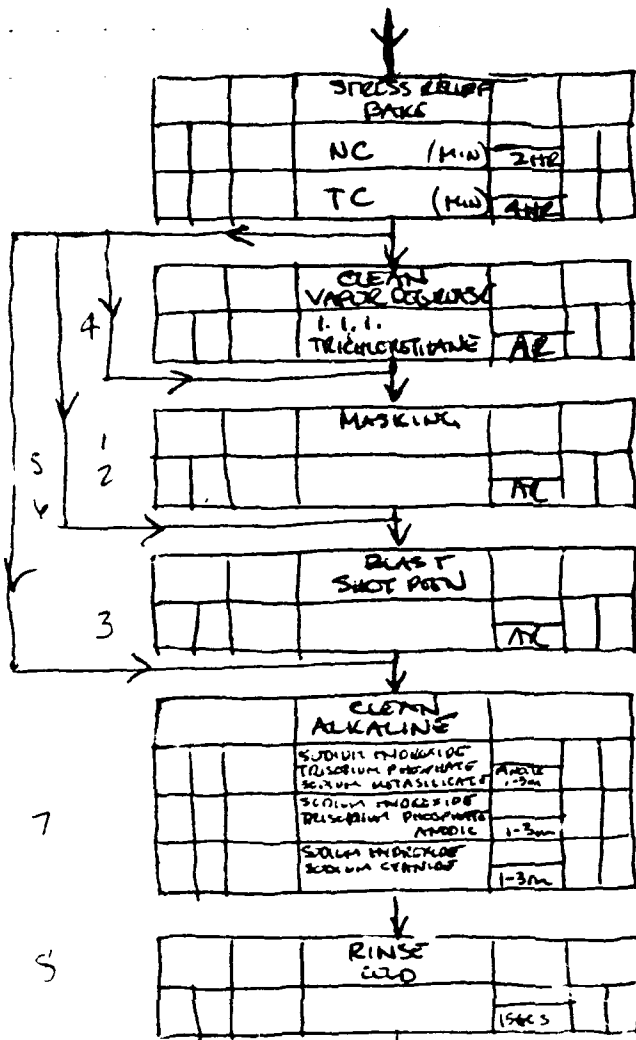 STRESS RELIEF
BAKE
NC (MIN) 2HR
TC (MIN) 4HR
CLEAN
VAPOR DEGREASE
4
1.1.1.
TRICHLORETHANE AR
MASKING
1
2
5
AR
BLAST
SHOT PEEN
3
AR
CLEAN
ALKALINE
SODIUM HYDROXIDE
TRISODIUM PHOSPHATE ANODIC
SODIUM METASILICATE 1-3m
7
SODIUM HYDROXIDE
TRISODIUM PHOSPHATE
ANODIC 1-3m
SODIUM HYDROXIDE
SODIUM CYANIDE
1-3m
RINSE
5
15SECS